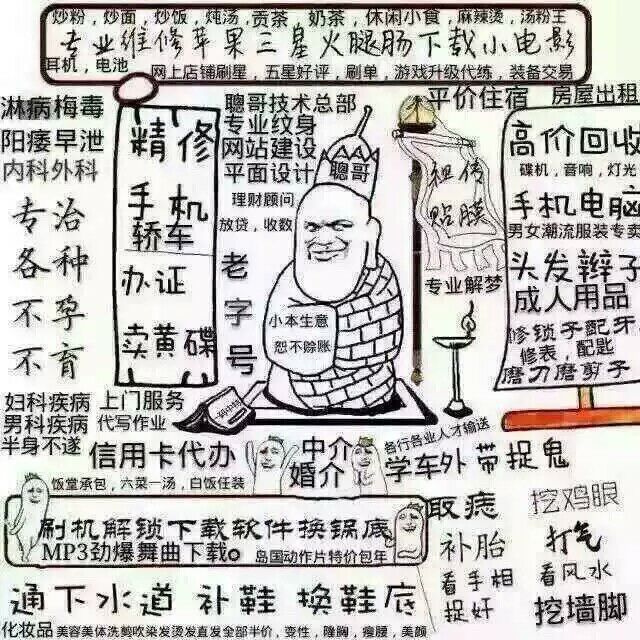 炒粉，炒面，炒饭，炖汤，贡茶，奶茶，休闲小食，麻辣烫，汤粉王
专业维修苹果三星火腿肠下载小电影
耳机，电池
网上店铺刷星，五星好评，刷单，游戏升级代练，装备交易
淋病梅毒
阳痿早泄
内科外科
专治
各种
不孕
不育
妇科疾病
男科疾病
半身不遂
精修
手机
轿车
办证
卖黄碟
上门服务
代写作业
聰哥技术总部
专业纹身
网站建设
平面设计
理财顾问
放贷，收数
老
字
号
聰哥
小本生意
恕不赊账
平价住宿
房屋出租
祖传
贴膜
专业解梦
高价回收
碟机，音响，灯光
手机电脑
男女潮流服装专卖
头发辫子
成人用品
修锁子配牙
修表，配匙
磨刀磨剪子
信用卡代办
饭堂承包，六菜一汤，白饭任装
中介
婚介
各行各业人才输送
学车外带捉鬼
刷机解锁下载软件换锅底
MP3劲爆舞曲下载
岛国动作片特价包年
取痣
补胎
看手相
捉奸
挖鸡眼
打气
看风水
挖墙脚
通下水道 补鞋 换鞋底
化妆品
美容美体洗剪吹染发烫发直发全部半价，变性，隆胸，瘦腰，美颜